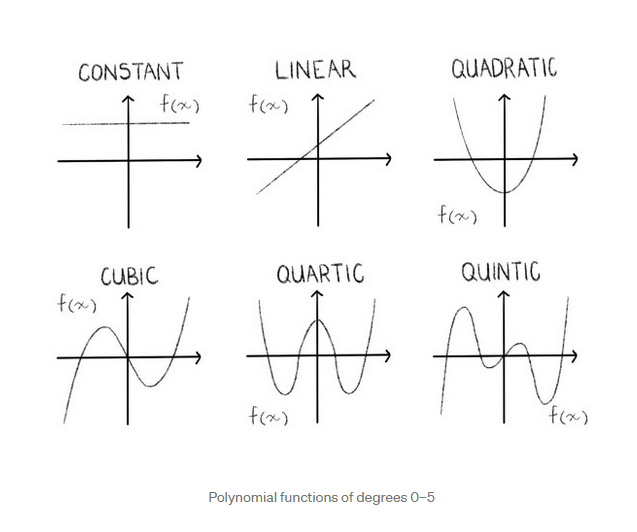 CONSTANT LINEAR QUADRATIC
f(x) f(x)
f(x)
CUBIC QUARTIC QUINTIC
f(x)
f(x) f(x)
Polynomial functions of degrees 0–5